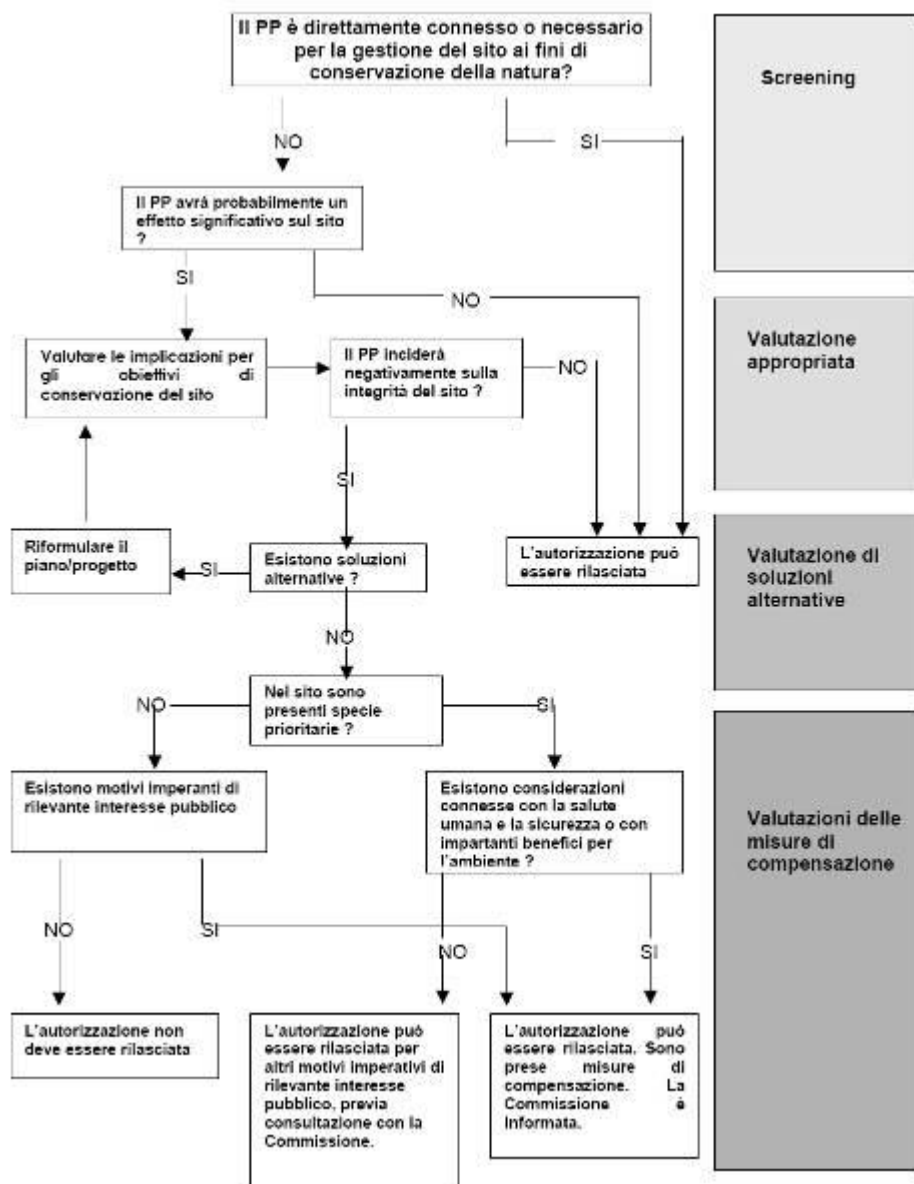 Il PP è direttamente connesso o necessario
per la gestione del sito ai fini di
conservazione della natura?
Screening
NO
SI
Il PP avrà probabilmente un
effetto significativo sul sito
?
SI
NO
Valutazione
appropriata
Valutare le implicazioni per
gli obiettivi di
conservazione del sito
Il PP inciderà
negativamente sulla
integrità del sito ?
NO
SI
Riformulare il
piano/progetto
SI
Esistono soluzioni
alternative ?
L'autorizzazione può
essere rilasciata
Valutazione di
soluzioni
alternative
NO
Nel sito sono
presenti specie
prioritarie ?
NO
SI
Esistono motivi imperanti di
rilevante interesse pubblico
Esistono considerazioni
connesse con la salute
umana e la sicurezza o con
impartanti benefici per
l'ambiente ?
Valutazioni delle
misure di
compensazione
NO
SI
NO
SI
L'autorizzazione non
deve essere rilasciata
L'autorizzazione può
essere rilasciata per
altri motivi imperativi di
rilevante interesse
pubblico, previa
consultazione con la
Commissione.
L'autorizzazione può
essere rilasciata. Sono
prese misure di
compensazione. La
Commissione è
informata.